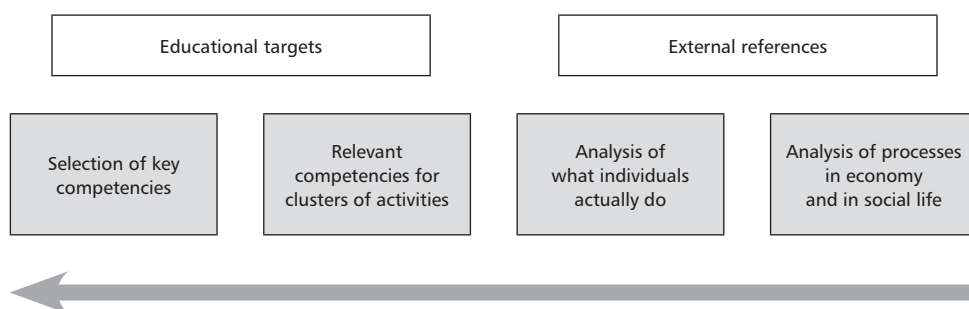 Educational targets
External references
Selection of key
competencies
Relevant
competencies for
clusters of activities
Analysis of
what individuals
actually do
Analysis of processes
in economy
and in social life